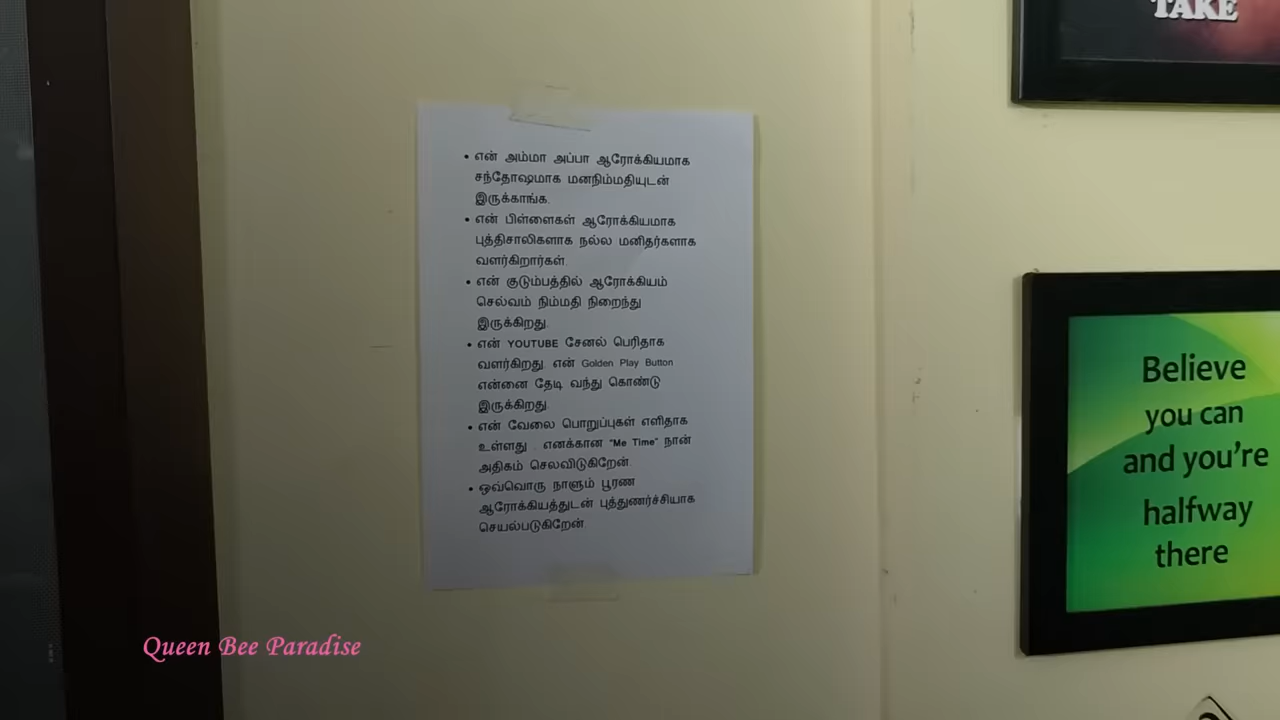 • என் அம்மா அப்பா ஆரோக்கியமாக
சந்தோஷமாக மனநிம்மதியுடன்
இருக்காங்க.
• என் பிள்ளைகள் ஆரோக்கியமாக
புத்திசாலிகளாக நல்ல மனிதர்களாக
வளர்கிறார்கள்.
• என் குடும்பத்தில் ஆரோக்கியம்
செல்வம் நிம்மதி நிறைந்து
இருக்கிறது.
• என் YOUTUBE சேனல் பெரிதாக
வளர்கிறது. என் Golden Play Button
என்னை தேடி வந்து கொண்டு
இருக்கிறது.
• என் வேலை பொறுப்புகள் எளிதாக
உள்ளது . எனக்கான "Me Time" நான்
அதிகம் செலவிடுகிறேன்.
• ஒவ்வொரு நாளும் பூரண
ஆரோக்கியத்துடன் புத்துணர்ச்சியாக
செயல்படுகிறேன்.
TAKE
Believe
you can
and you're
halfway
there
Queen Bee Paradise